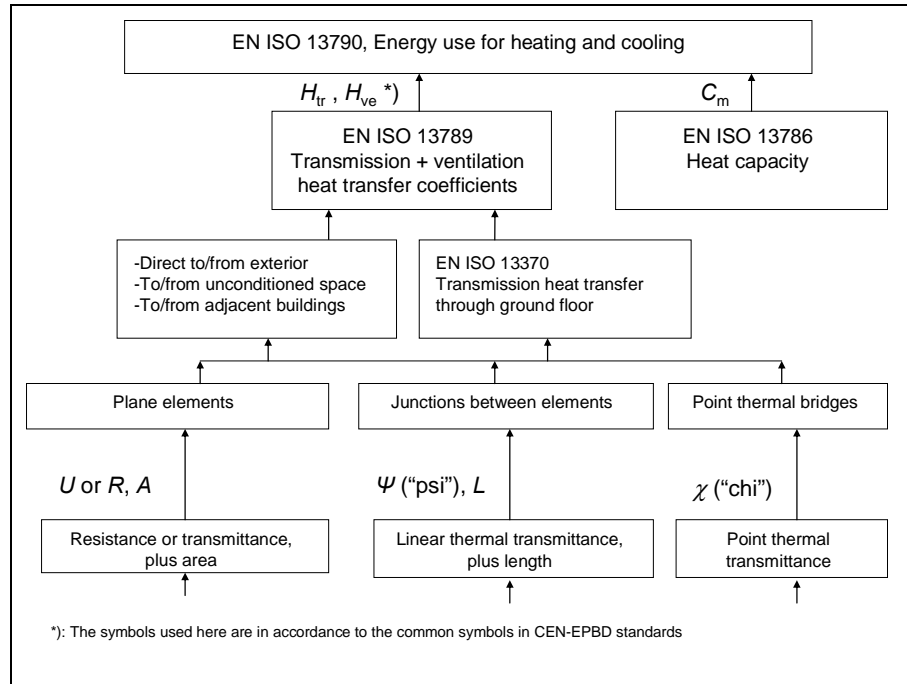 EN ISO 13790, Energy use for heating and cooling
Htr , Hve *)
Cm
EN ISO 13789
Transmission + ventilation
heat transfer coefficients
EN ISO 13786
Heat capacity
-Direct to/from exterior
-To/from unconditioned space
-To/from adjacent buildings
EN ISO 13370
Transmission heat transfer
through ground floor
Plane elements
Junctions between elements
Point thermal bridges
U or R, A
Ψ (“psi”), L
χ (“chi”)
Resistance or transmittance,
plus area
Linear thermal transmittance,
plus length
Point thermal
transmittance
*): The symbols used here are in accordance to the common symbols in CEN-EPBD standards